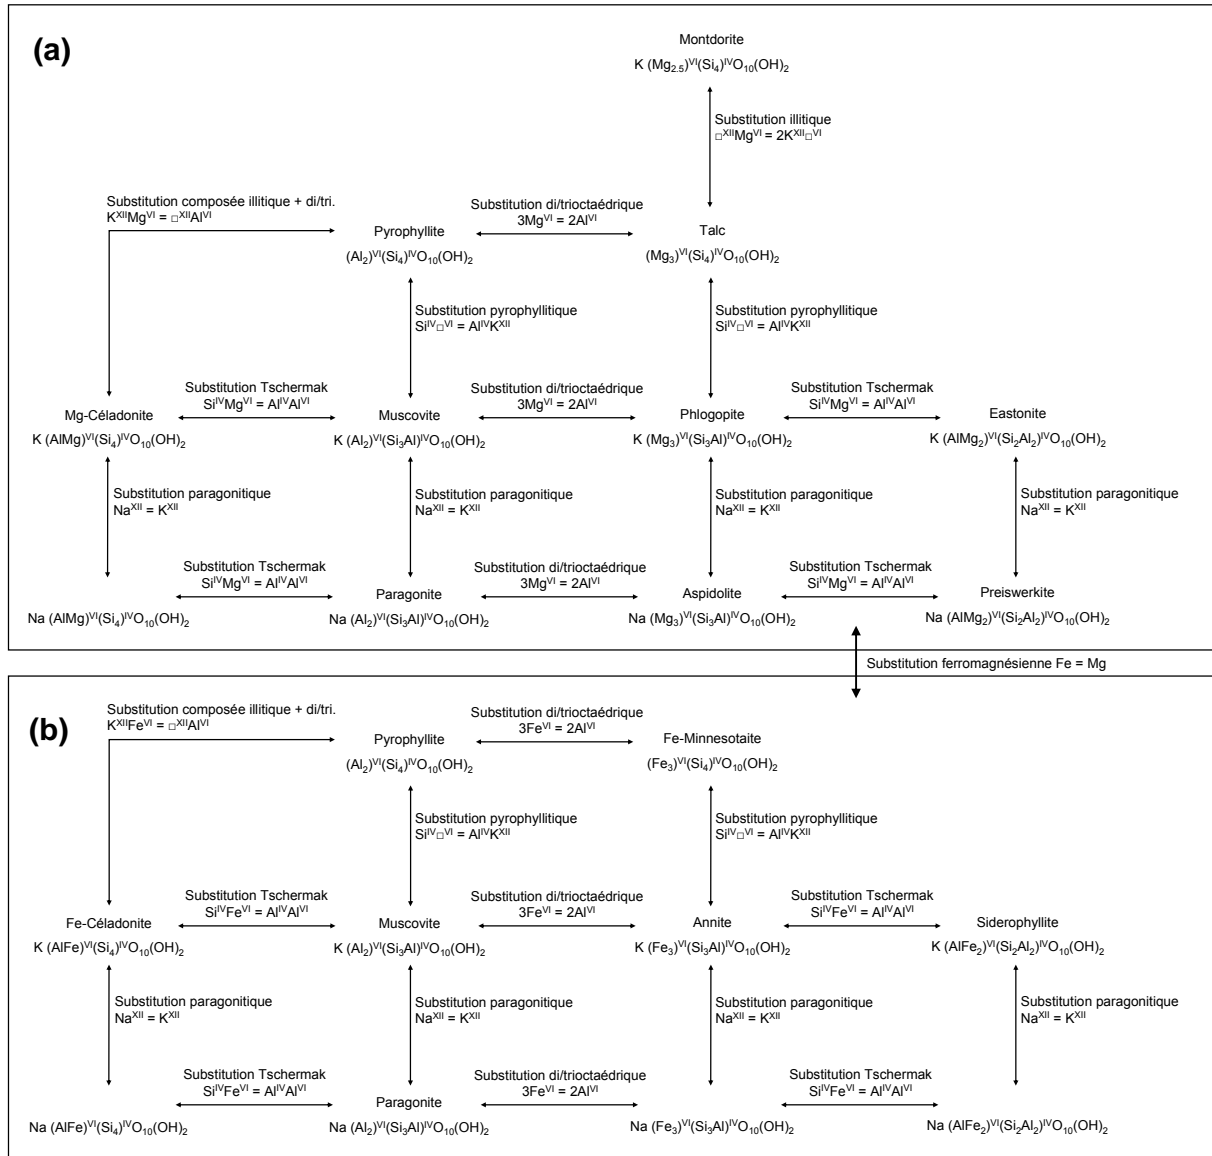 (a)
Montdorite
K (Mg₂.₅)ⱽᴵ(Si₄)ᴵⱽO₁₀(OH)₂
Substitution illitique
□ˣᴵᴵMgⱽᴵ = 2Kˣᴵᴵ□ⱽᴵ
Substitution composée illitique + di/tri.
KˣᴵᴵMgⱽᴵ = □ˣᴵᴵAlⱽᴵ
Substitution di/trioctaédrique
3Mgⱽᴵ = 2Alⱽᴵ
Pyrophyllite
Talc
(Al₂)ⱽᴵ(Si₄)ᴵⱽO₁₀(OH)₂
(Mg₃)ⱽᴵ(Si₄)ᴵⱽO₁₀(OH)₂
Substitution pyrophyllitique
Siᴵⱽ□ⱽᴵ = AlᴵⱽKˣᴵᴵ
Substitution pyrophyllitique
Siᴵⱽ□ⱽᴵ = AlᴵⱽKˣᴵᴵ
Substitution Tschermak
SiᴵⱽMgⱽᴵ = AlᴵⱽAlⱽᴵ
Substitution di/trioctaédrique
3Mgⱽᴵ = 2Alⱽᴵ
Substitution Tschermak
SiᴵⱽMgⱽᴵ = AlᴵⱽAlⱽᴵ
Mg-Céladonite
Muscovite
Phlogopite
Eastonite
K (AlMg)ⱽᴵ(Si₄)ᴵⱽO₁₀(OH)₂
K (Al₂)ⱽᴵ(Si₃Al)ᴵⱽO₁₀(OH)₂
K (Mg₃)ⱽᴵ(Si₃Al)ᴵⱽO₁₀(OH)₂
K (AlMg₂)ⱽᴵ(Si₂Al₂)ᴵⱽO₁₀(OH)₂
Substitution paragonitique
Naˣᴵᴵ = Kˣᴵᴵ
Substitution paragonitique
Naˣᴵᴵ = Kˣᴵᴵ
Substitution paragonitique
Naˣᴵᴵ = Kˣᴵᴵ
Substitution paragonitique
Naˣᴵᴵ = Kˣᴵᴵ
Substitution Tschermak
SiᴵⱽMgⱽᴵ = AlᴵⱽAlⱽᴵ
Substitution di/trioctaédrique
3Mgⱽᴵ = 2Alⱽᴵ
Substitution Tschermak
SiᴵⱽMgⱽᴵ = AlᴵⱽAlⱽᴵ
Paragonite
Aspidolite
Preiswerkite
Na (AlMg)ⱽᴵ(Si₄)ᴵⱽO₁₀(OH)₂
Na (Al₂)ⱽᴵ(Si₃Al)ᴵⱽO₁₀(OH)₂
Na (Mg₃)ⱽᴵ(Si₃Al)ᴵⱽO₁₀(OH)₂
Na (AlMg₂)ⱽᴵ(Si₂Al₂)ᴵⱽO₁₀(OH)₂
Substitution ferromagnésienne Fe = Mg
(b)
Substitution composée illitique + di/tri.
KˣᴵᴵFeⱽᴵ = □ˣᴵᴵAlⱽᴵ
Substitution di/trioctaédrique
3Feⱽᴵ = 2Alⱽᴵ
Pyrophyllite
Fe-Minnesotaite
(Al₂)ⱽᴵ(Si₄)ᴵⱽO₁₀(OH)₂
(Fe₃)ⱽᴵ(Si₄)ᴵⱽO₁₀(OH)₂
Substitution pyrophyllitique
Siᴵⱽ□ⱽᴵ = AlᴵⱽKˣᴵᴵ
Substitution pyrophyllitique
Siᴵⱽ□ⱽᴵ = AlᴵⱽKˣᴵᴵ
Substitution Tschermak
SiᴵⱽFeⱽᴵ = AlᴵⱽAlⱽᴵ
Substitution di/trioctaédrique
3Feⱽᴵ = 2Alⱽᴵ
Substitution Tschermak
SiᴵⱽFeⱽᴵ = AlᴵⱽAlⱽᴵ
Fe-Céladonite
Muscovite
Annite
Siderophyllite
K (AlFe)ⱽᴵ(Si₄)ᴵⱽO₁₀(OH)₂
K (Al₂)ⱽᴵ(Si₃Al)ᴵⱽO₁₀(OH)₂
K (Fe₃)ⱽᴵ(Si₃Al)ᴵⱽO₁₀(OH)₂
K (AlFe₂)ⱽᴵ(Si₂Al₂)ᴵⱽO₁₀(OH)₂
Substitution paragonitique
Naˣᴵᴵ = Kˣᴵᴵ
Substitution paragonitique
Naˣᴵᴵ = Kˣᴵᴵ
Substitution paragonitique
Naˣᴵᴵ = Kˣᴵᴵ
Substitution paragonitique
Naˣᴵᴵ = Kˣᴵᴵ
Substitution Tschermak
SiᴵⱽFeⱽᴵ = AlᴵⱽAlⱽᴵ
Substitution di/trioctaédrique
3Feⱽᴵ = 2Alⱽᴵ
Substitution Tschermak
SiᴵⱽFeⱽᴵ = AlᴵⱽAlⱽᴵ
Paragonite
Na (AlFe)ⱽᴵ(Si₄)ᴵⱽO₁₀(OH)₂
Na (Al₂)ⱽᴵ(Si₃Al)ᴵⱽO₁₀(OH)₂
Na (Fe₃)ⱽᴵ(Si₃Al)ᴵⱽO₁₀(OH)₂
Na (AlFe₂)ⱽᴵ(Si₂Al₂)ᴵⱽO₁₀(OH)₂